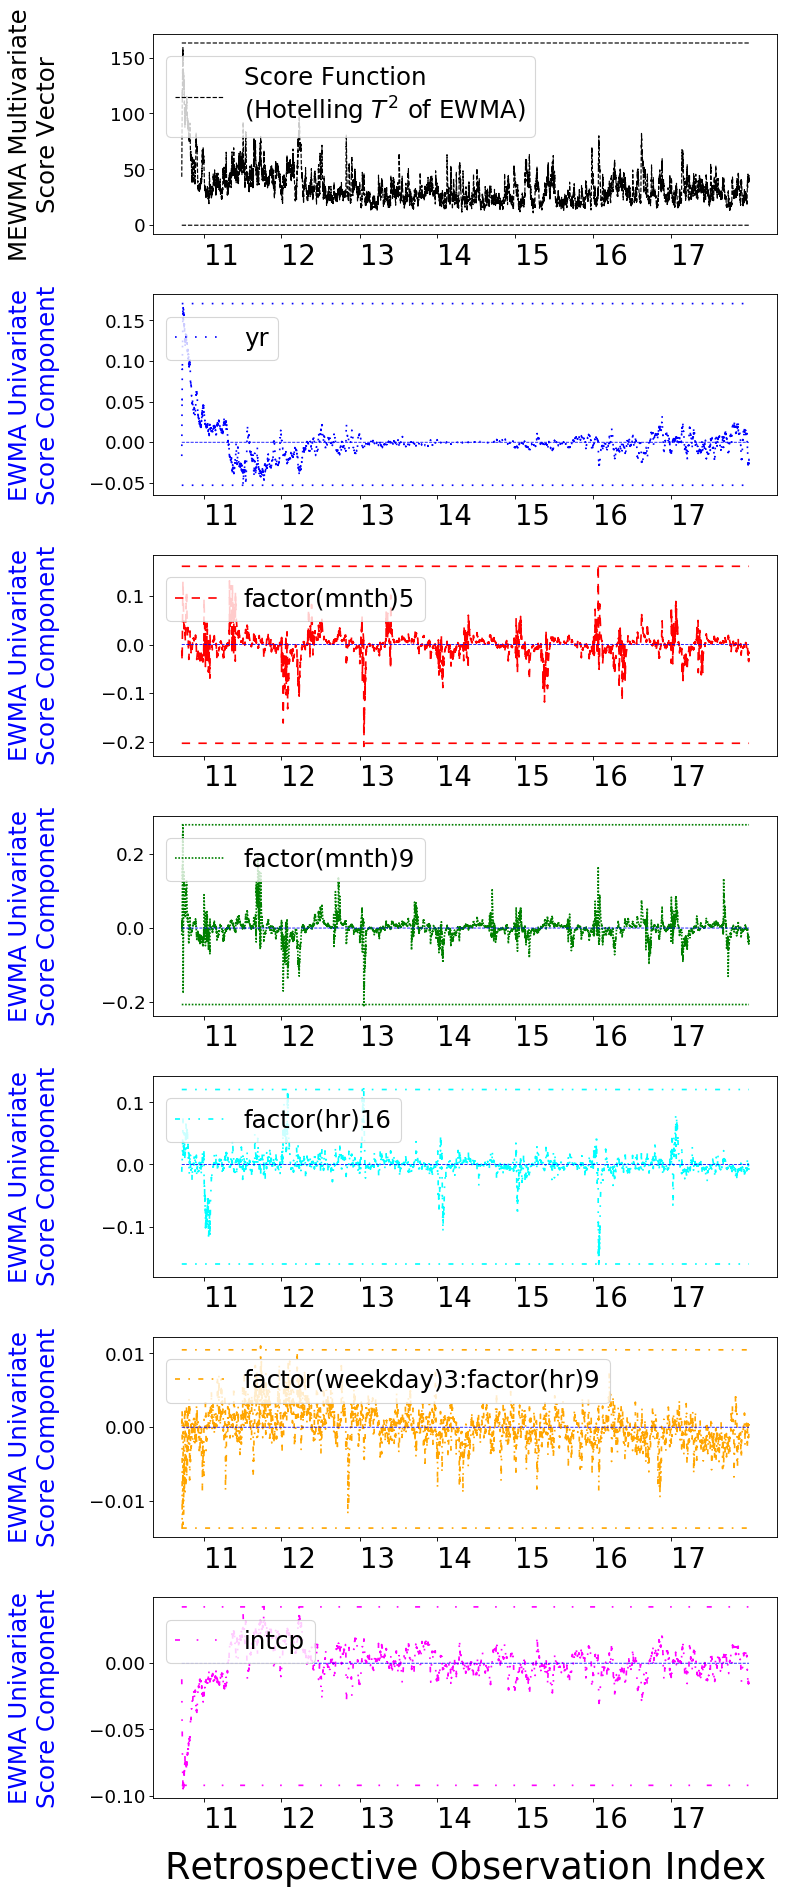 MEWMA Multivariate
Score Vector
150
100
50
0
Score Function
(Hotelling T² of EWMA)
11 12 13 14 15 16 17
EWMA Univariate
Score Component
0.15
0.10
0.05
0.00
−0.05
yr
11 12 13 14 15 16 17
EWMA Univariate
Score Component
0.1
0.0
−0.1
−0.2
factor(mnth)5
11 12 13 14 15 16 17
EWMA Univariate
Score Component
0.2
0.0
−0.2
factor(mnth)9
11 12 13 14 15 16 17
EWMA Univariate
Score Component
0.1
0.0
−0.1
factor(hr)16
11 12 13 14 15 16 17
EWMA Univariate
Score Component
0.01
0.00
−0.01
factor(weekday)3:factor(hr)9
11 12 13 14 15 16 17
EWMA Univariate
Score Component
0.00
−0.05
−0.10
intcp
11 12 13 14 15 16 17
Retrospective Observation Index